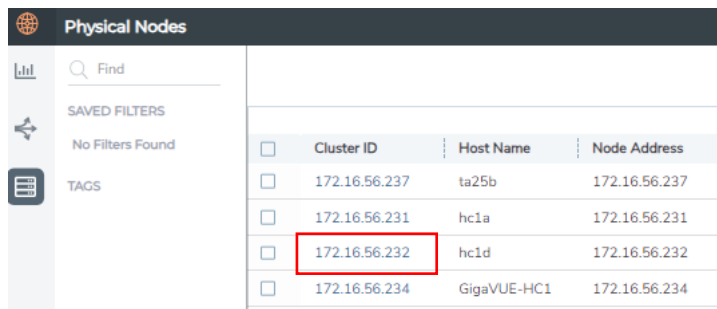 Physical Nodes
Find
SAVED FILTERS
No Filters Found
TAGS
Cluster ID Host Name Node Address
172.16.56.237 ta25b 172.16.56.237
172.16.56.231 hc1a 172.16.56.231
172.16.56.232 hc1d 172.16.56.232
172.16.56.234 GigaVUE-HC1 172.16.56.234